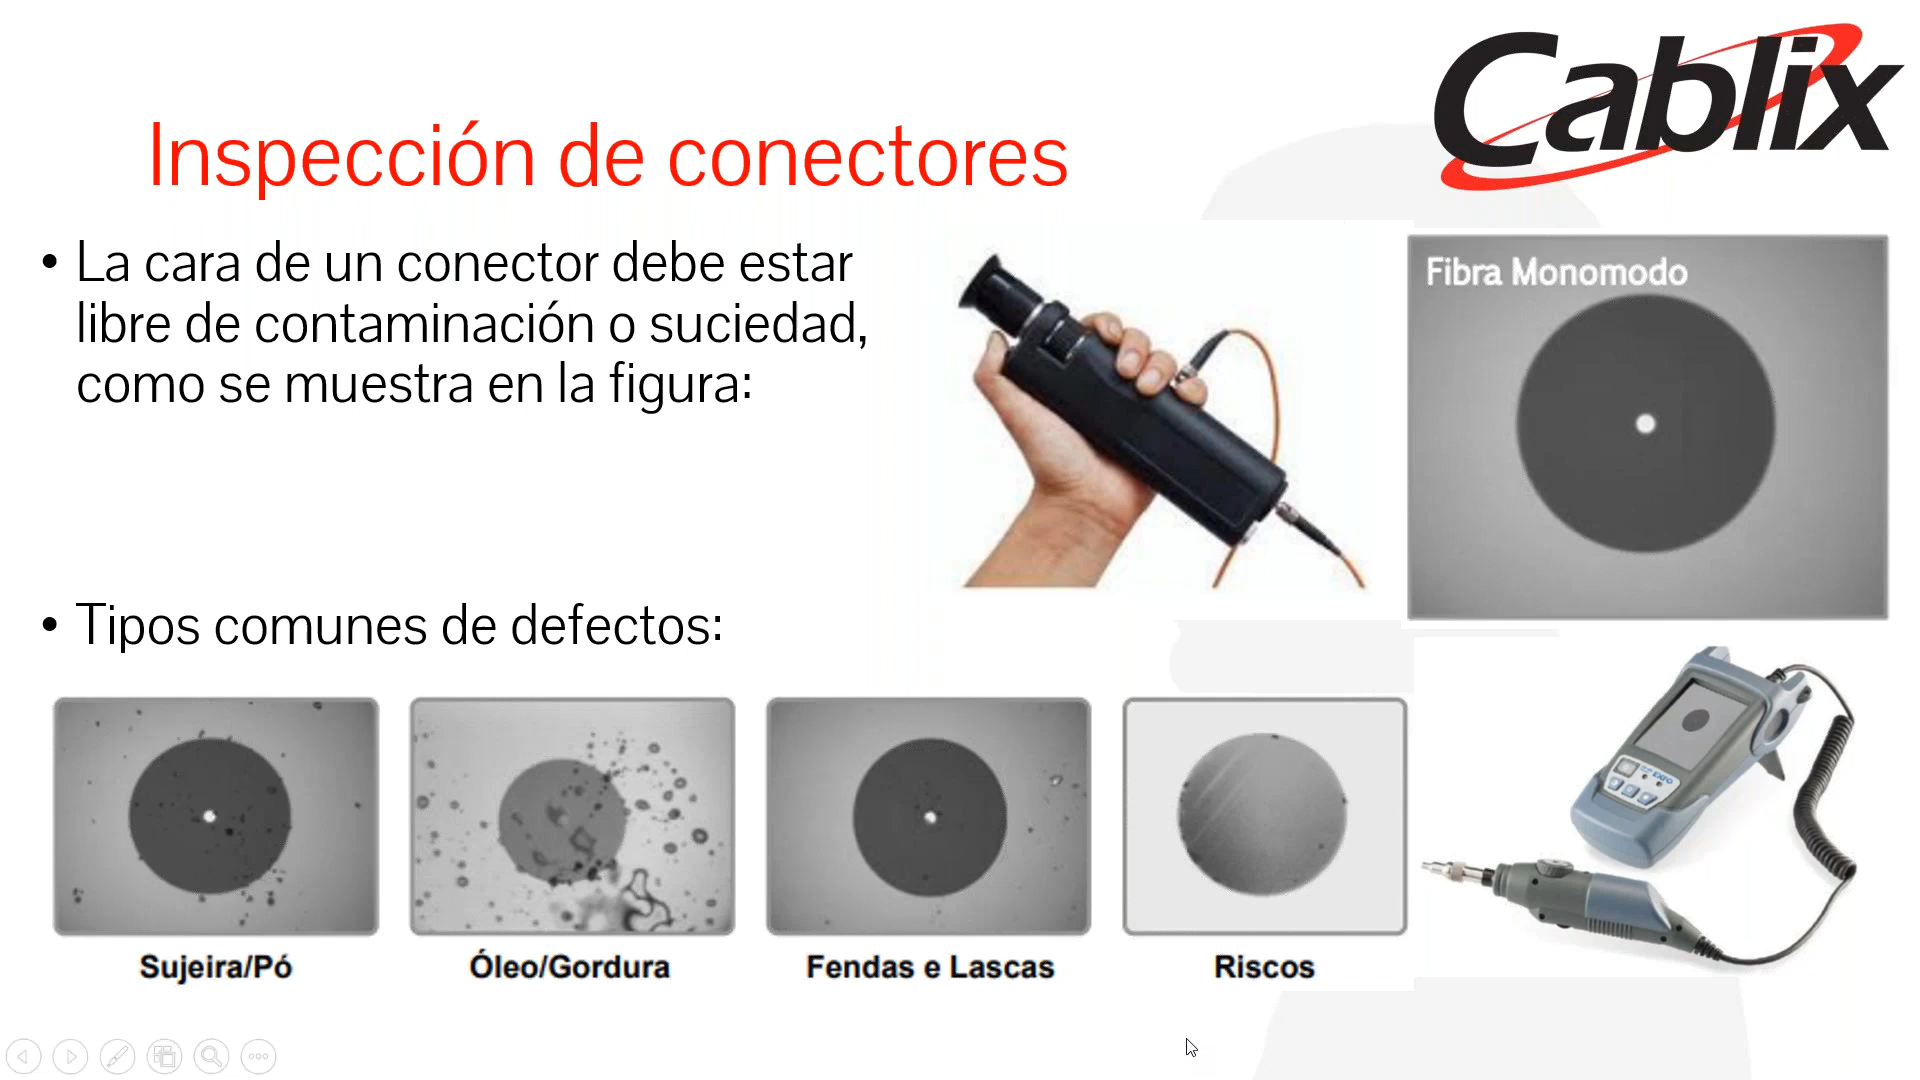 Cablix
Inspección de conectores
• La cara de un conector debe estar
libre de contaminación o suciedad,
como se muestra en la figura:
Fibra Monomodo
• Tipos comunes de defectos:
EXFO
Sujeira/Pó
Óleo/Gordura
Fendas e Lascas
Riscos